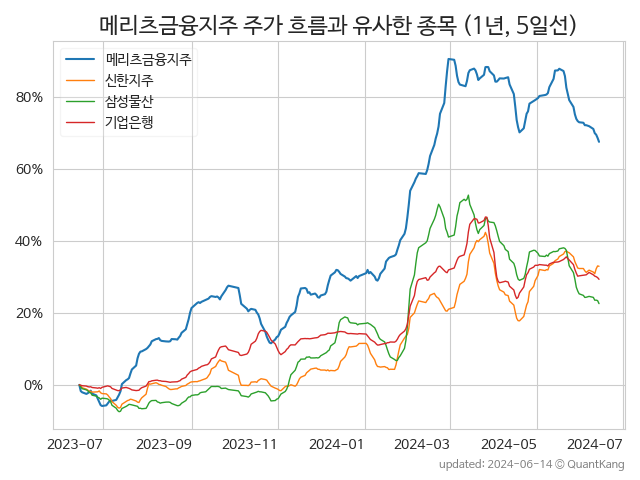 메리츠금융지주 주가 흐름과 유사한 종목 (1년, 5일선)
메리츠금융지주
신한지주
삼성물산
기업은행
80%
60%
40%
20%
0%
2023-07 2023-09 2023-11 2024-01 2024-03 2024-05 2024-07
updated: 2024-06-14 © QuantKang